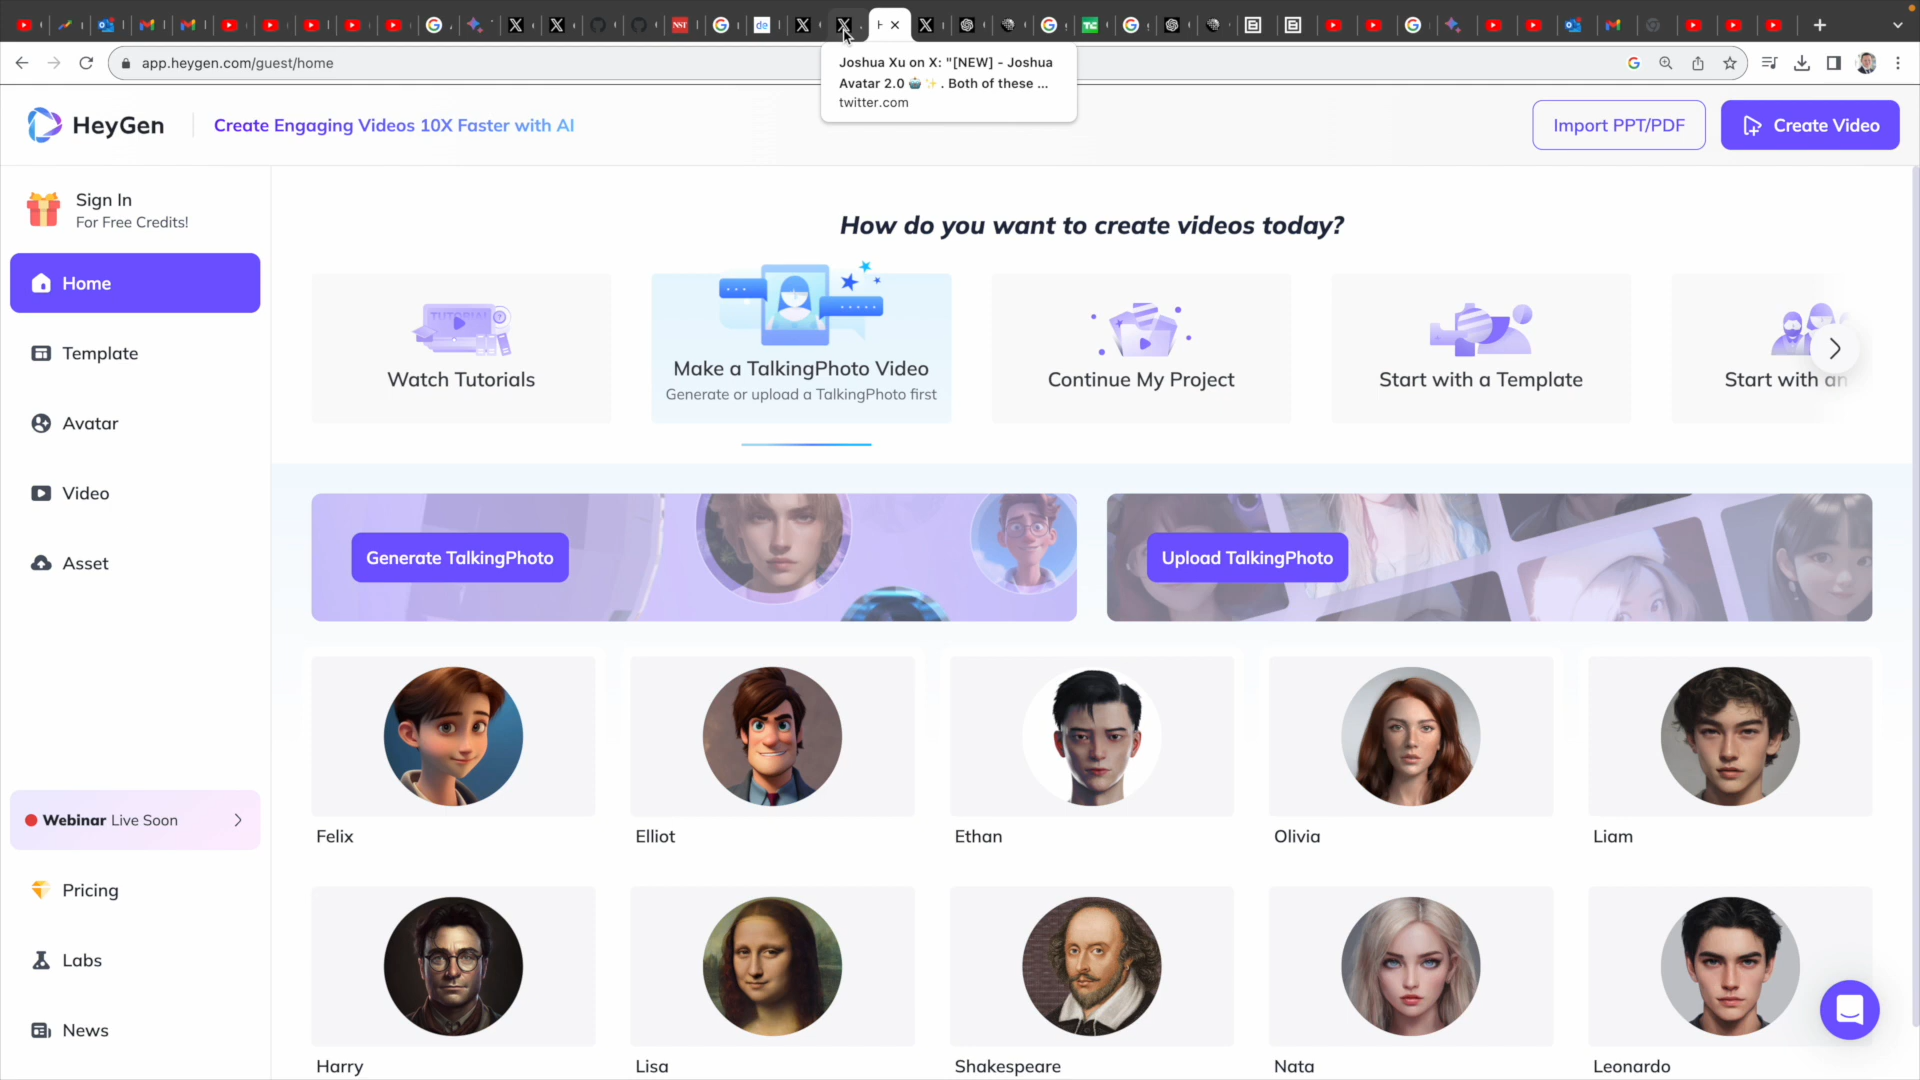 Joshua Xu on X: "[NEW] - Joshua
Avatar 2.0 🤖✨. Both of these ...
twitter.com
app.heygen.com/guest/home
HeyGen
Create Engaging Videos 10X Faster with AI
Import PPT/PDF
Create Video
Sign In
For Free Credits!
Home
Template
Avatar
Video
Asset
Webinar Live Soon
Pricing
Labs
News
How do you want to create videos today?
TUTORIAL
Watch Tutorials
Make a TalkingPhoto Video
Generate or upload a TalkingPhoto first
Continue My Project
Start with a Template
Start with an
Generate TalkingPhoto
Upload TalkingPhoto
Felix
Elliot
Ethan
Olivia
Liam
Harry
Lisa
Shakespeare
Nata
Leonardo